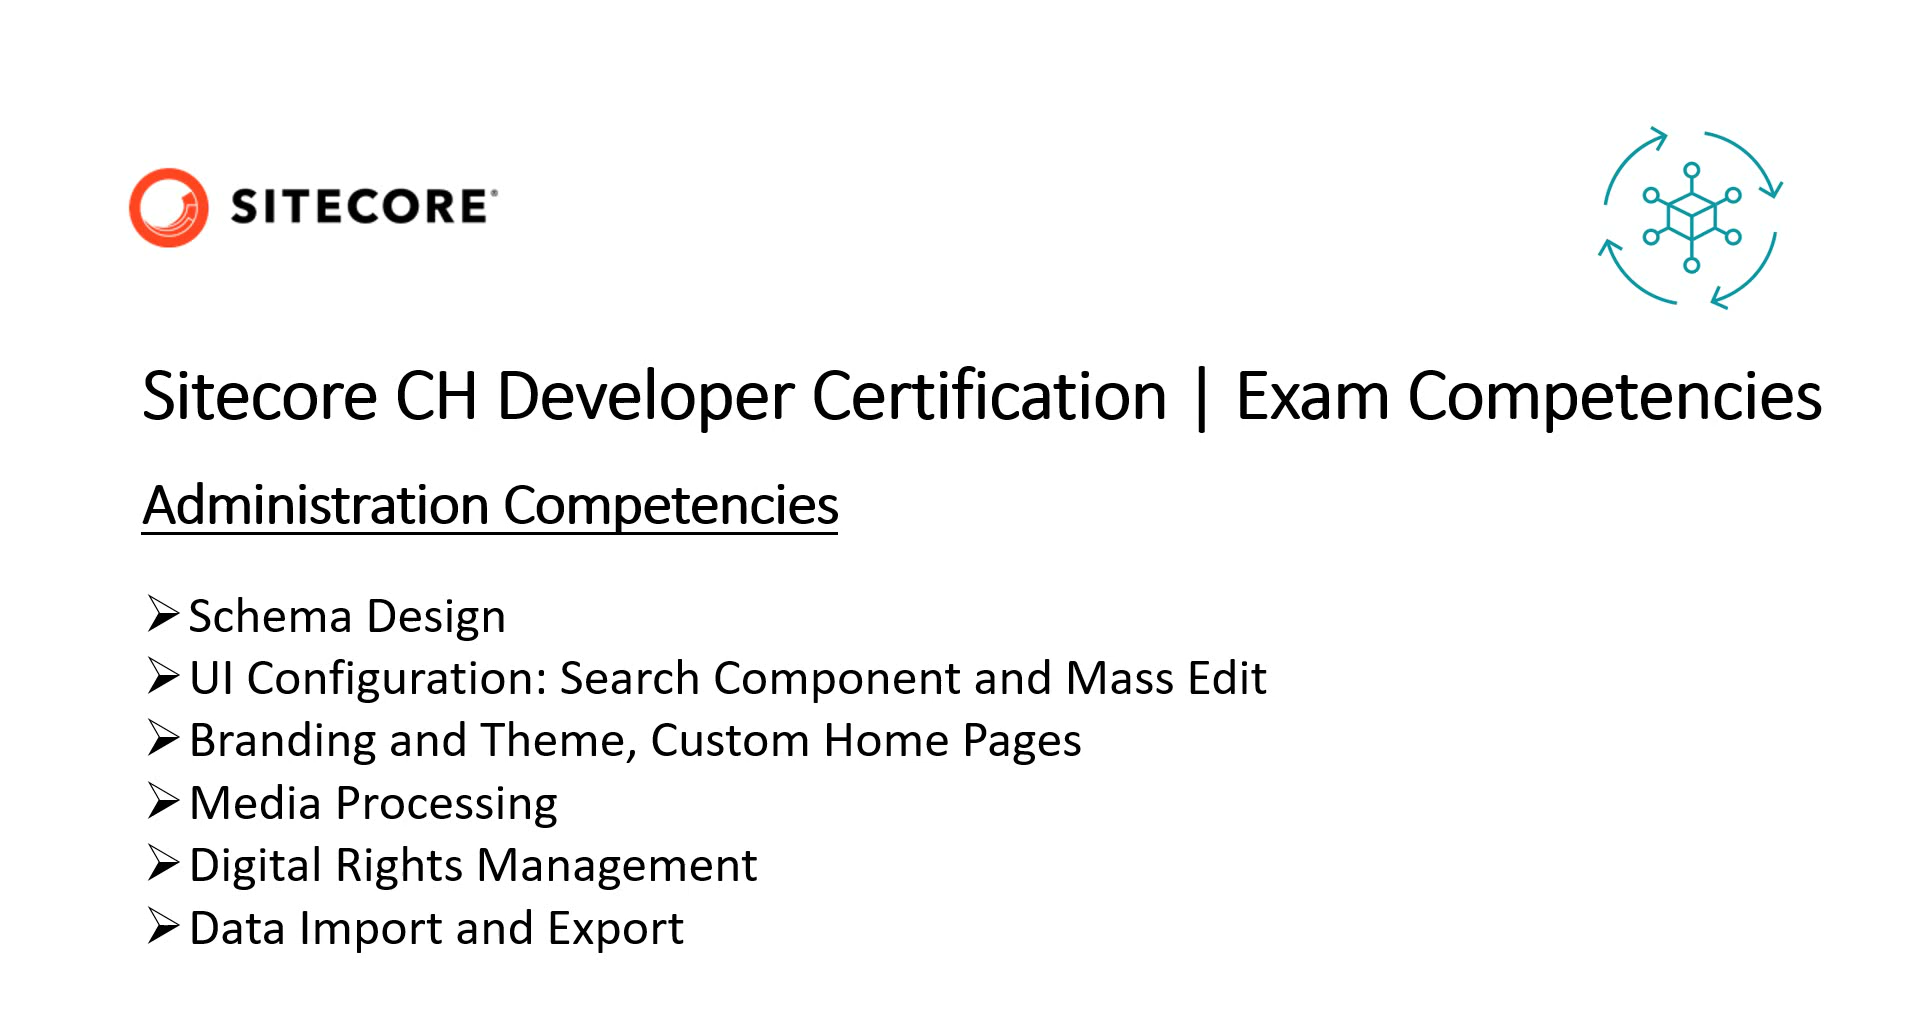 SITECORE®
Sitecore CH Developer Certification | Exam Competencies
Administration Competencies
➢ Schema Design
➢ UI Configuration: Search Component and Mass Edit
➢ Branding and Theme, Custom Home Pages
➢ Media Processing
➢ Digital Rights Management
➢ Data Import and Export